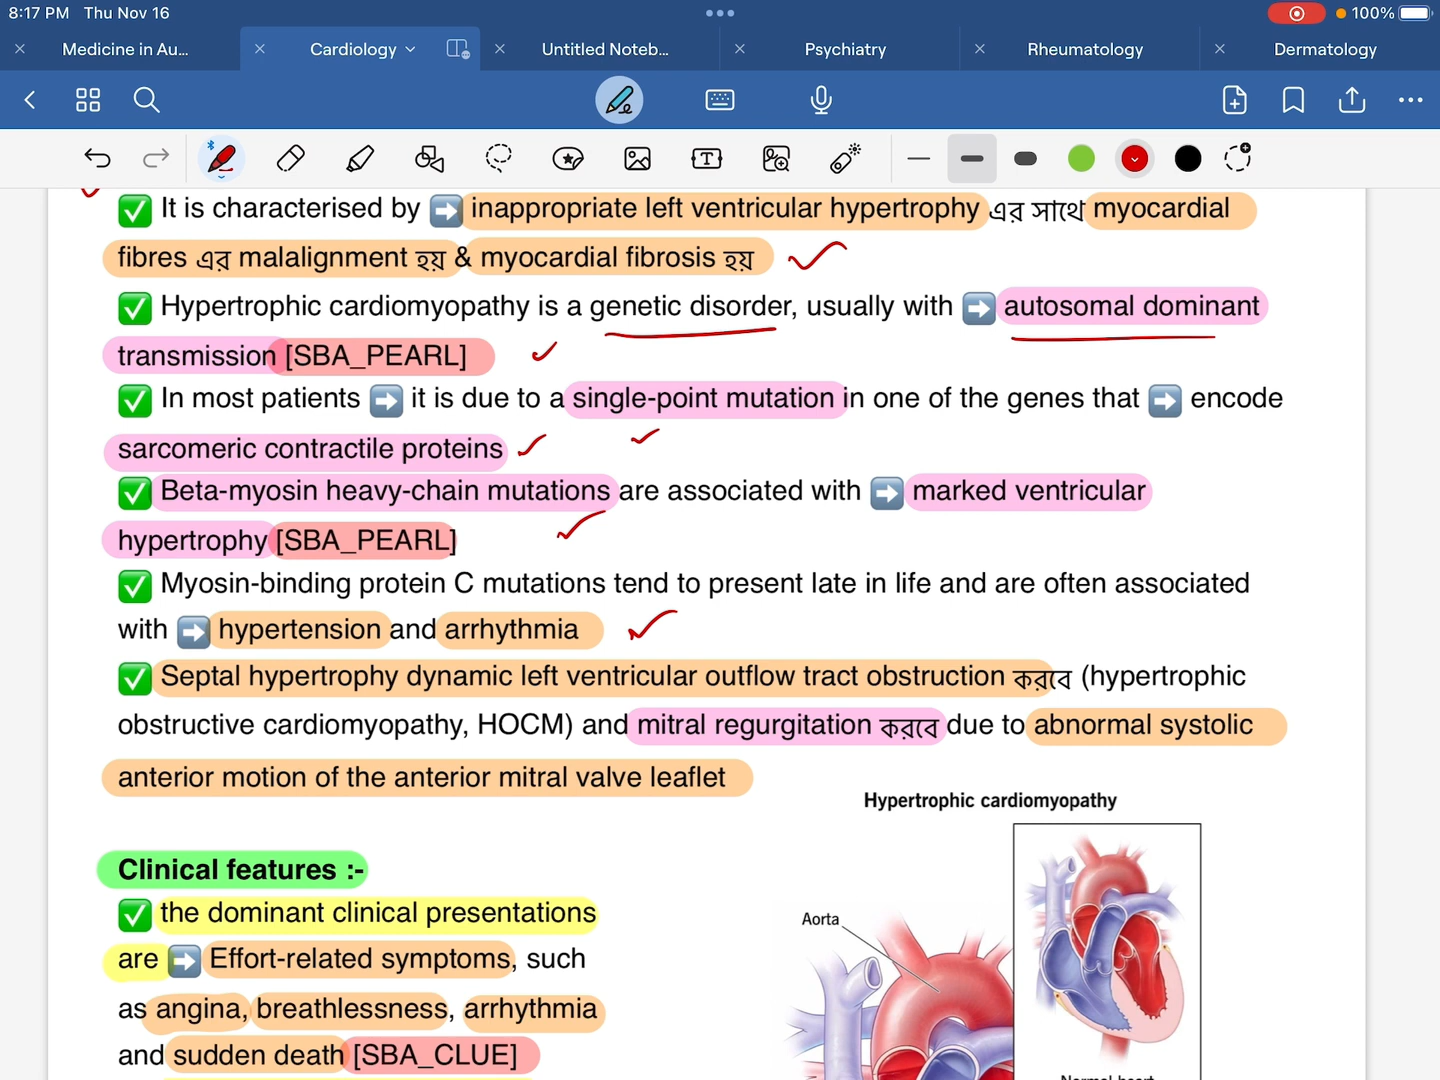 8:17 PM Thu Nov 16
100%
Medicine in Au...
Cardiology
Untitled Noteb...
Psychiatry
Rheumatology
Dermatology
✅ It is characterised by ➡️ inappropriate left ventricular hypertrophy এর সাথে myocardial
fibres এর malalignment হয় & myocardial fibrosis হয়
✅ Hypertrophic cardiomyopathy is a genetic disorder, usually with ➡️ autosomal dominant
transmission [SBA_PEARL]
✅ In most patients ➡️ it is due to a single-point mutation in one of the genes that ➡️ encode
sarcomeric contractile proteins
✅ Beta-myosin heavy-chain mutations are associated with ➡️ marked ventricular
hypertrophy [SBA_PEARL]
✅ Myosin-binding protein C mutations tend to present late in life and are often associated
with ➡️ hypertension and arrhythmia
✅ Septal hypertrophy dynamic left ventricular outflow tract obstruction করবে (hypertrophic
obstructive cardiomyopathy, HOCM) and mitral regurgitation করবে due to abnormal systolic
anterior motion of the anterior mitral valve leaflet
Hypertrophic cardiomyopathy
Clinical features :-
✅ the dominant clinical presentations
are ➡️ Effort-related symptoms, such
as angina, breathlessness, arrhythmia
and sudden death [SBA_CLUE]
Aorta
Normal heart